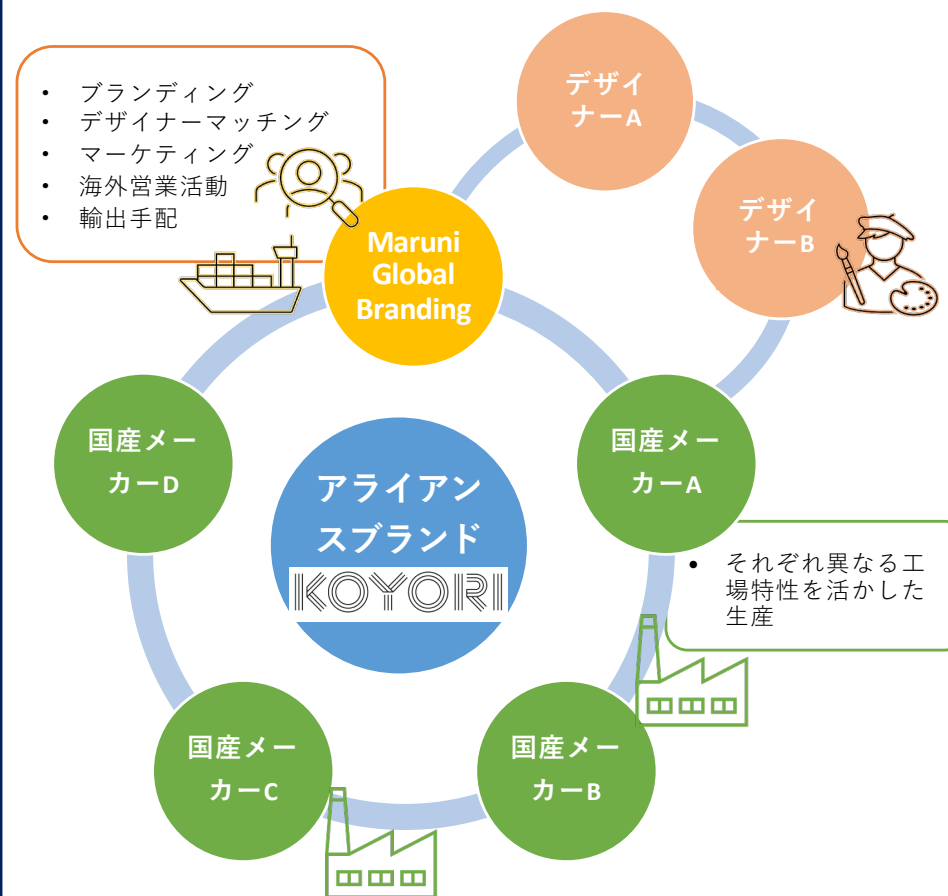 • ブランディング
• デザイナーマッチング
• マーケティング
• 海外営業活動
• 輸出手配
デザイ
ナーA
デザイ
ナーB
Maruni
Global
Branding
国産メー
カーD
国産メー
カーA
アライアン
スブランド
KOYORI
• それぞれ異なる工
場特性を活かした
生産
国産メー
カーC
国産メー
カーB